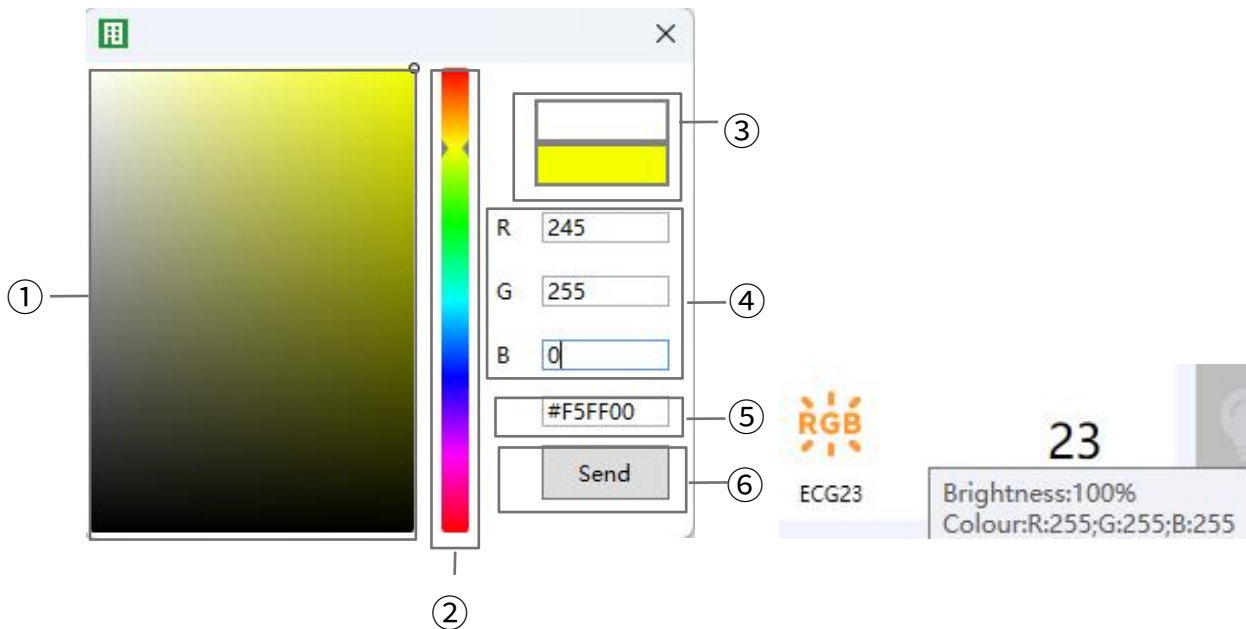 ①
②
③
R 245
G 255
B 0
④
#F5FF00
⑤
Send
⑥
RGB
ECG23
23
Brightness:100%
Colour:R:255;G:255;B:255